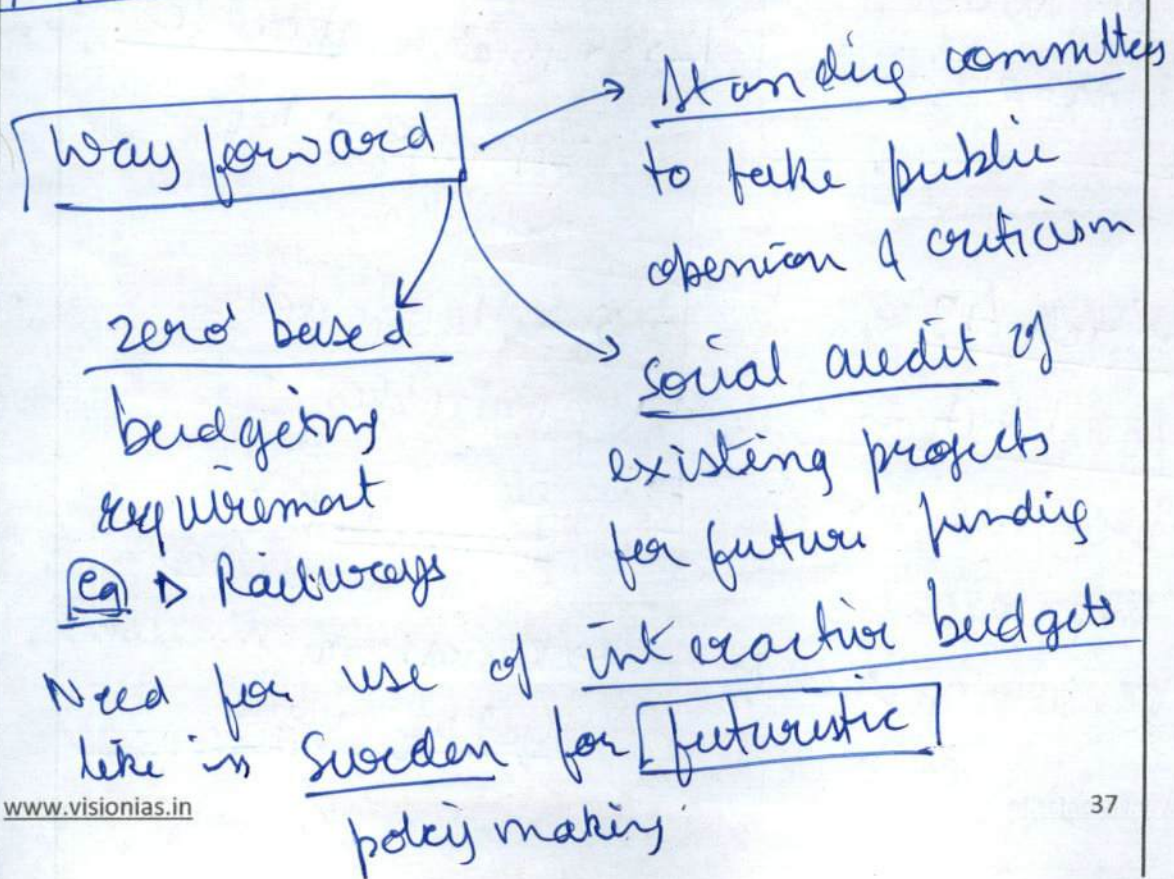 Way forward
Standing committees
to take public
openion & criticism
zero based
budgeting
requirement
eg ▷ Railways
social audit of
existing projects
for future funding
Need for use of interactive budgets
like in Sweden for futuristic
policy making
www.visionias.in
37